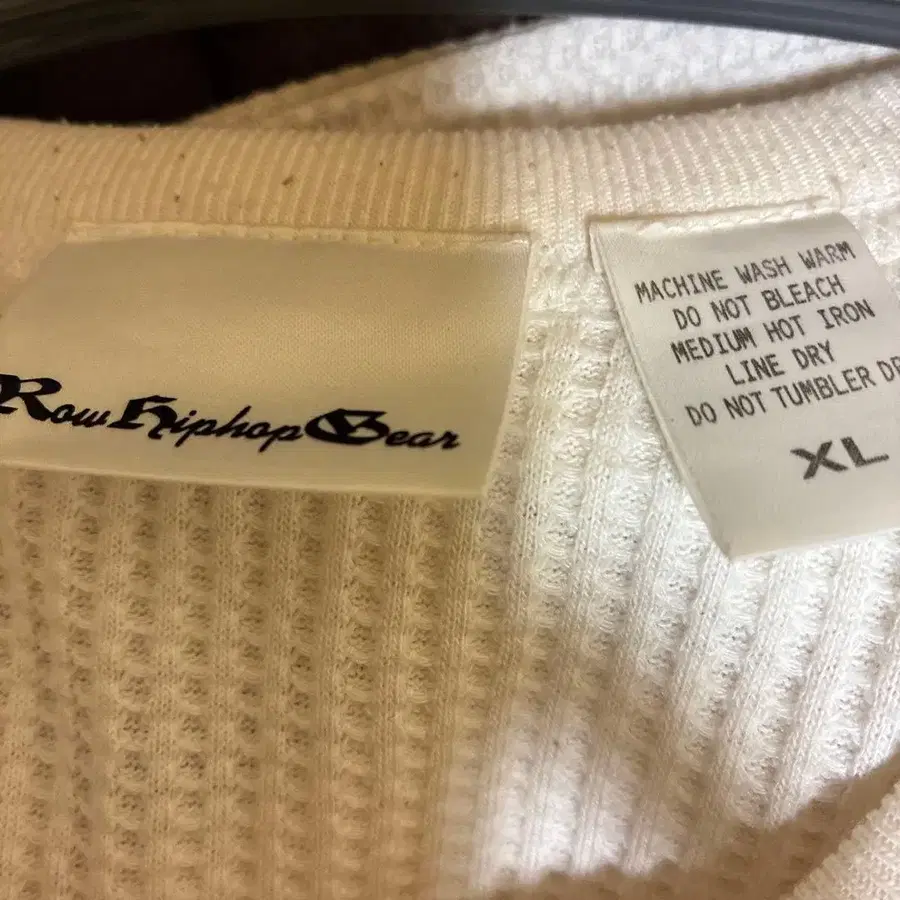 Row Hiphop Gear
MACHINE WASH WARM
DO NOT BLEACH
MEDIUM HOT IRON
LINE DRY
DO NOT TUMBLER
XL